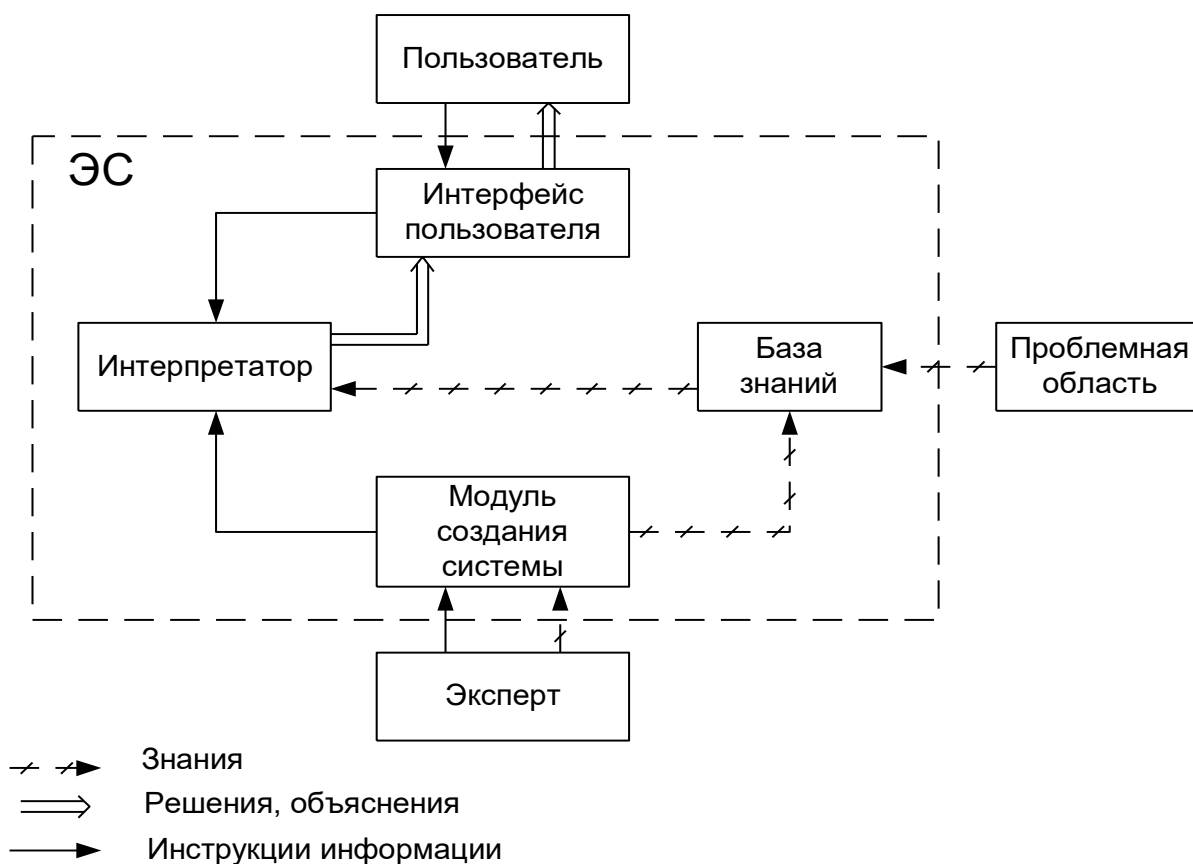 Пользователь
ЭС
Интерфейс
пользователя
Интерпретатор
База
знаний
Проблемная
область
Модуль
создания
системы
Эксперт
Знания
Решения, объяснения
Инструкции информации